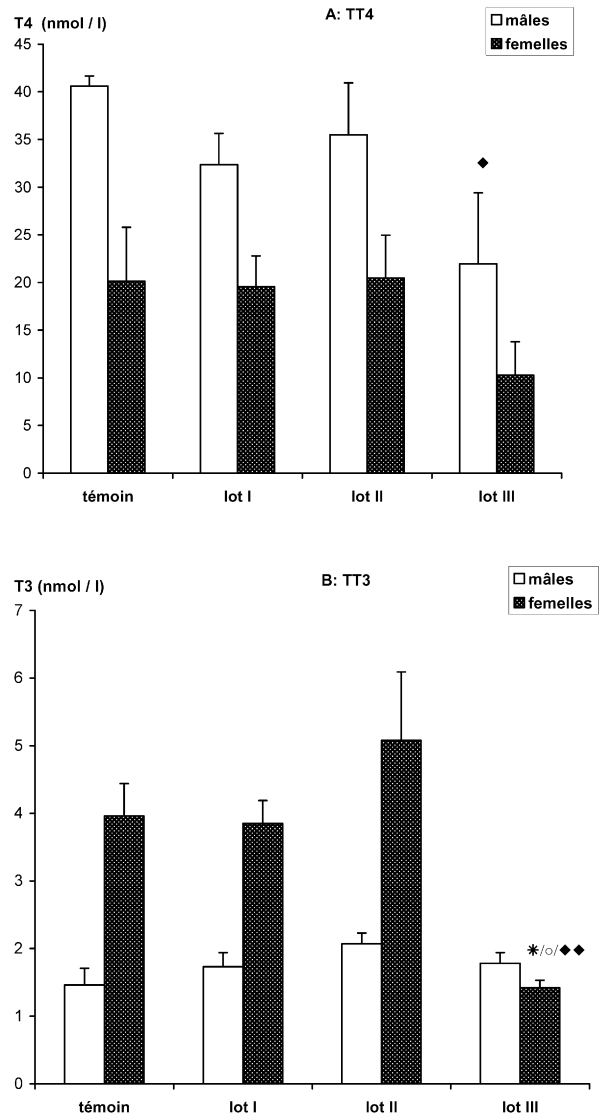 T4 (nmol / l)
A: TT4
mâles
femelles
45
40
35
30
25
20
15
10
5
0
◆
témoin lot I lot II lot III
T3 (nmol / l)
B: TT3
mâles
femelles
7
6
5
4
3
2
1
0
✷/○/◆◆
témoin lot I lot II lot III